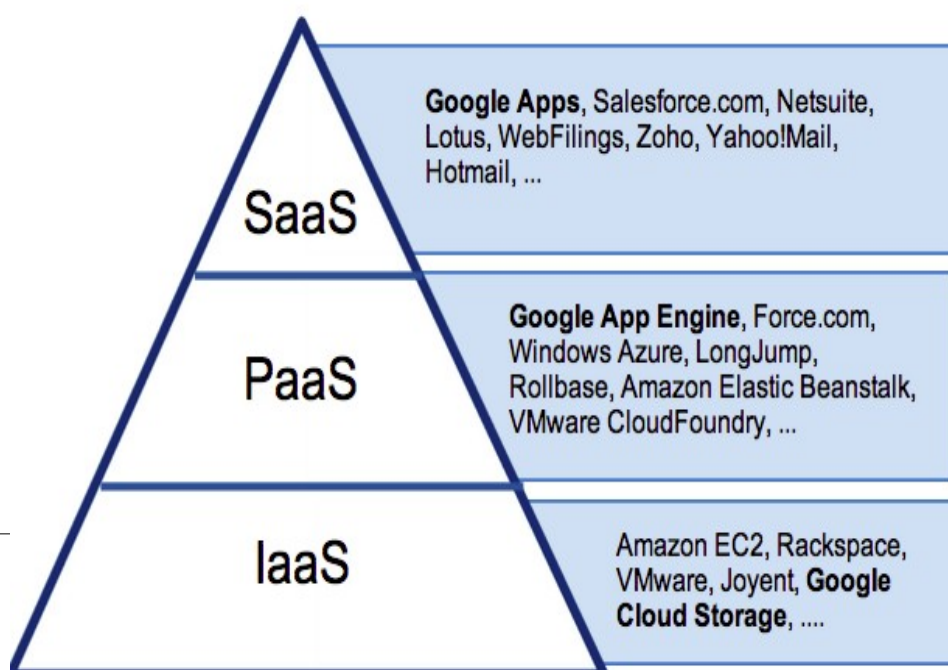 Google Apps, Salesforce.com, Netsuite,
Lotus, WebFilings, Zoho, Yahoo!Mail,
Hotmail, ...
SaaS
Google App Engine, Force.com,
Windows Azure, LongJump,
Rollbase, Amazon Elastic Beanstalk,
VMware CloudFoundry, ...
PaaS
Amazon EC2, Rackspace,
VMware, Joyent, Google
Cloud Storage, ....
IaaS